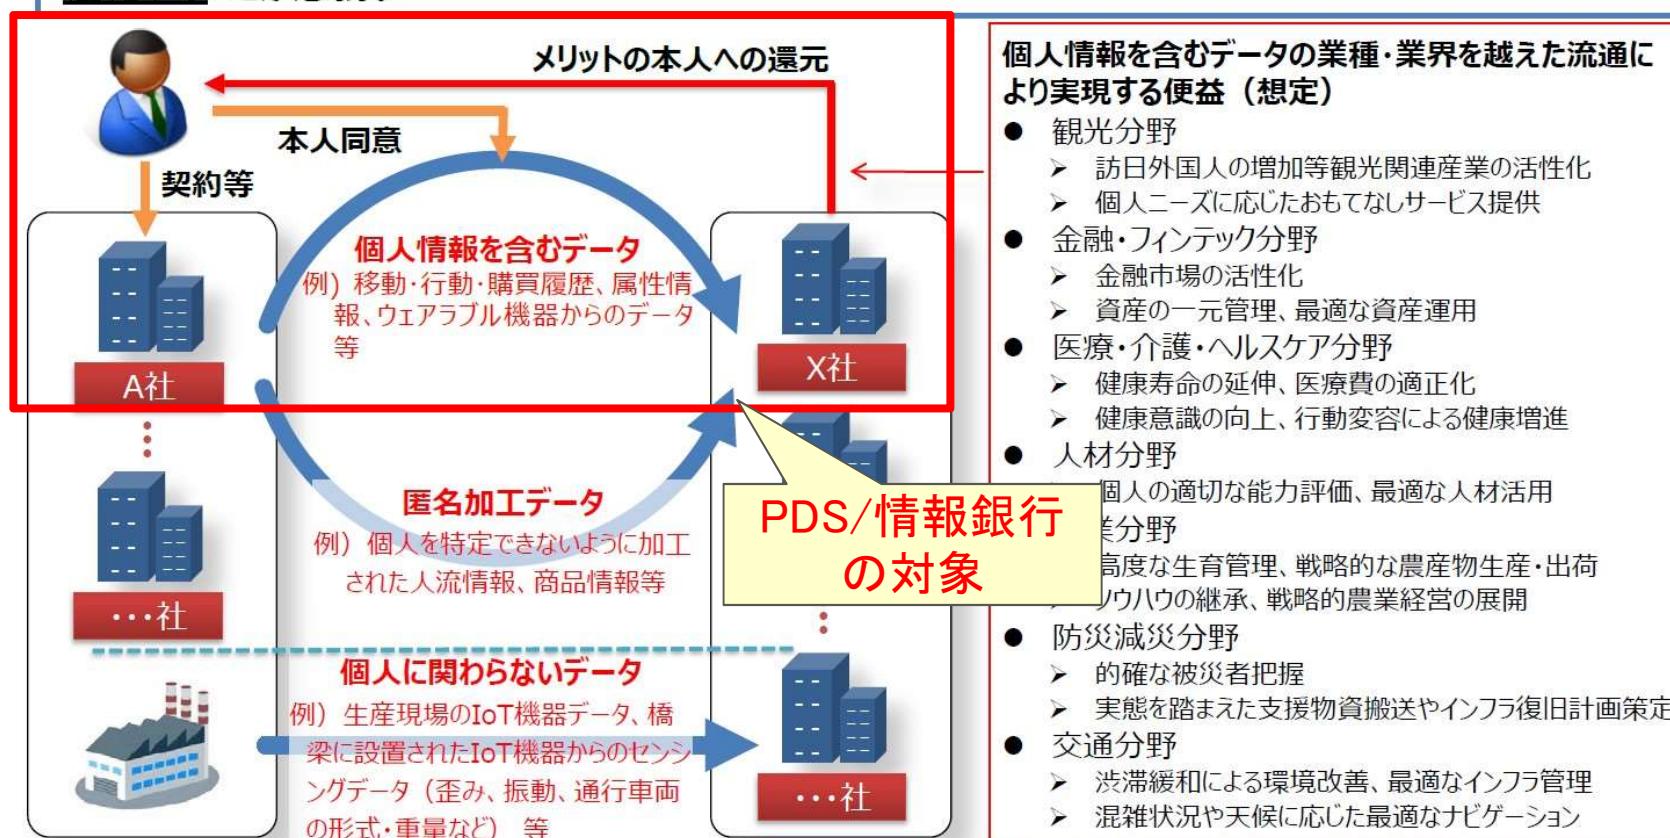 メリットの本人への還元
本人同意
契約等
個人情報を含むデータ
例) 移動・行動・購買履歴、属性情
報、ウェアラブル機器からのデータ
等
A社
X社
匿名加工データ
例) 個人を特定できないように加工
された人流情報、商品情報等
PDS/情報銀行
の対象
・・・社
個人に関わらないデータ
例) 生産現場のIoT機器データ、橋
梁に設置されたIoT機器からのセンシ
ングデータ（歪み、振動、通行車両
の形式・重量など） 等
・・・社
個人情報を含むデータの業種・業界を越えた流通に
より実現する便益（想定）
● 観光分野
➢ 訪日外国人の増加等観光関連産業の活性化
➢ 個人ニーズに応じたおもてなしサービス提供
● 金融・フィンテック分野
➢ 金融市場の活性化
➢ 資産の一元管理、最適な資産運用
● 医療・介護・ヘルスケア分野
➢ 健康寿命の延伸、医療費の適正化
➢ 健康意識の向上、行動変容による健康増進
● 人材分野
個人の適切な能力評価、最適な人材活用
業分野
高度な生育管理、戦略的な農産物生産・出荷
ノウハウの継承、戦略的農業経営の展開
● 防災減災分野
➢ 的確な被災者把握
➢ 実態を踏まえた支援物資搬送やインフラ復旧計画策定
● 交通分野
➢ 渋滞緩和による環境改善、最適なインフラ管理
➢ 混雑状況や天候に応じた最適なナビゲーション